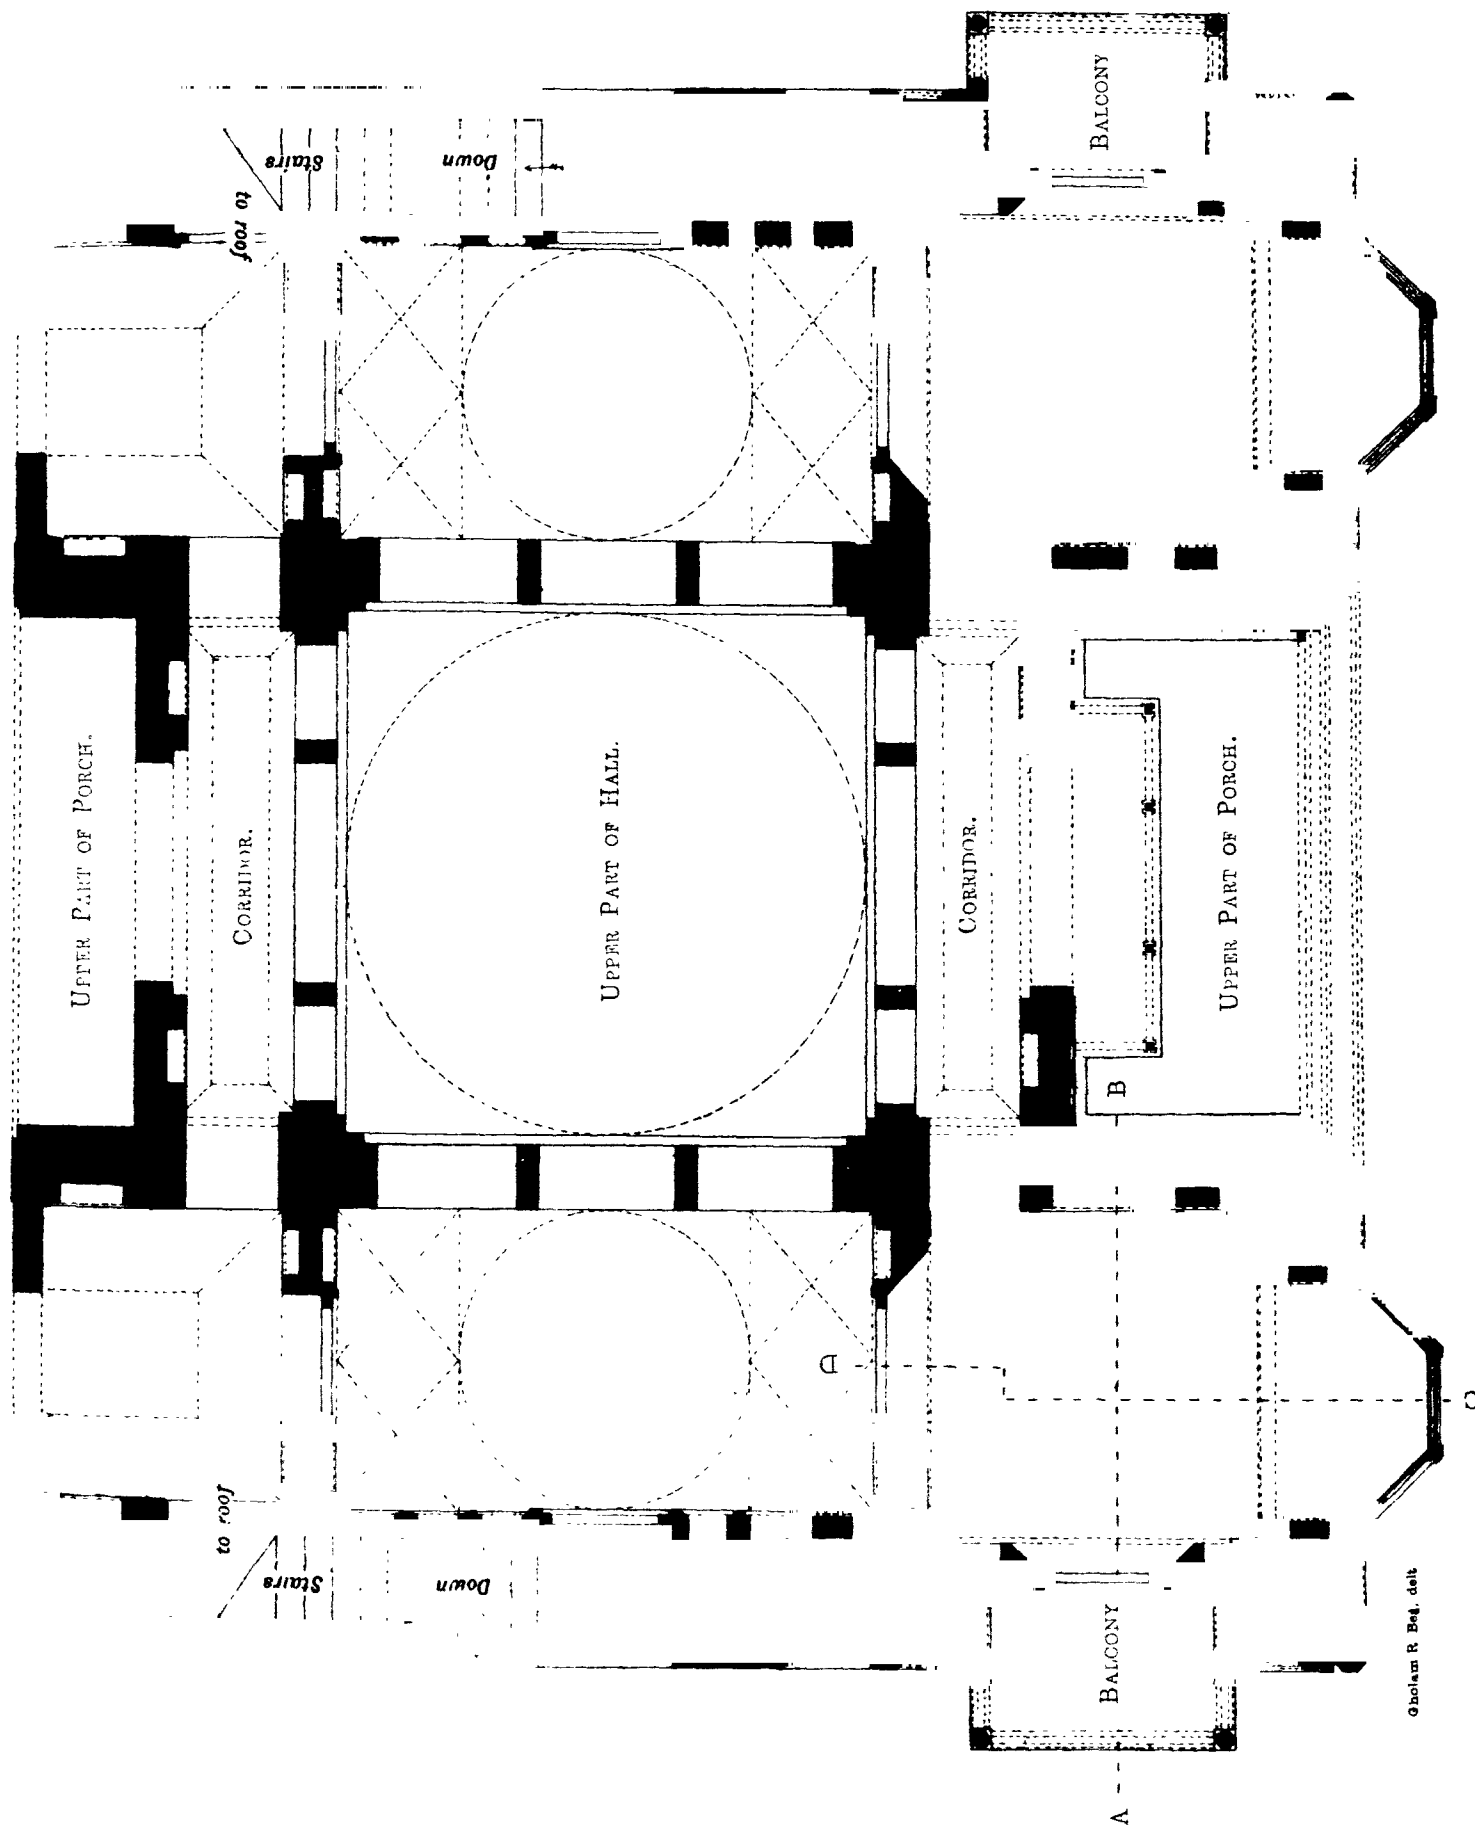 UPPER PART OF PORCH.
CORRIDOR.
UPPER PART OF HALL.
CORRIDOR.
UPPER PART OF PORCH.
Stairs
Down
to roof
BALCONY
Stairs
Down
to roof
BALCONY
A
B
C
D
Gholam R. Beg, delt